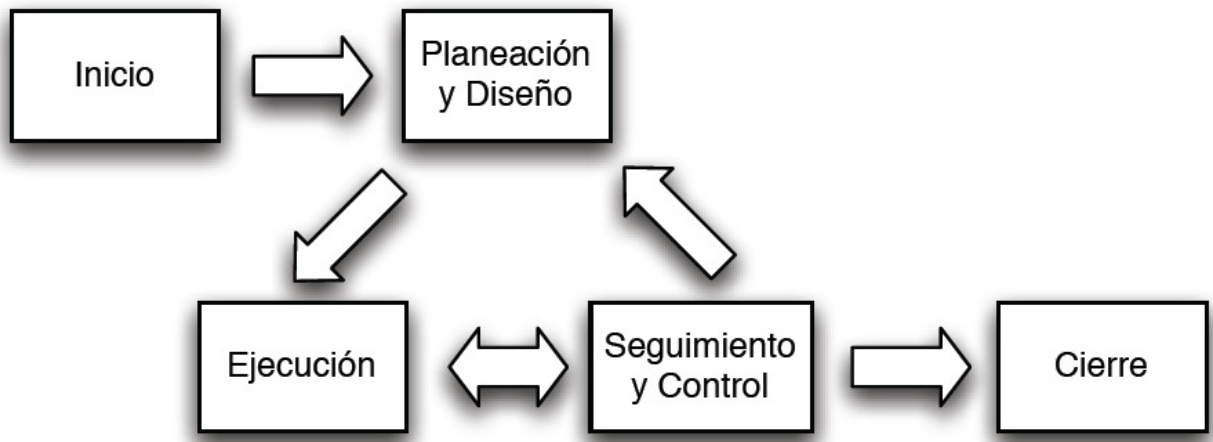 Inicio
Planeación
y Diseño
Ejecución
Seguimiento
y Control
Cierre